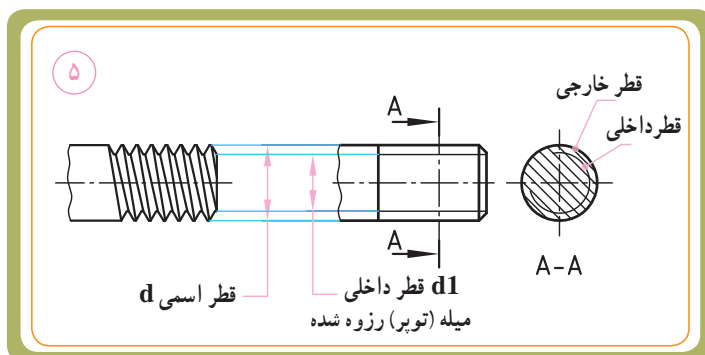 ۵
A
قطر خارجی
قطرداخلی
A
A-A
قطر اسمی d
d1 قطر داخلی
میله (توپر) رزوه شده